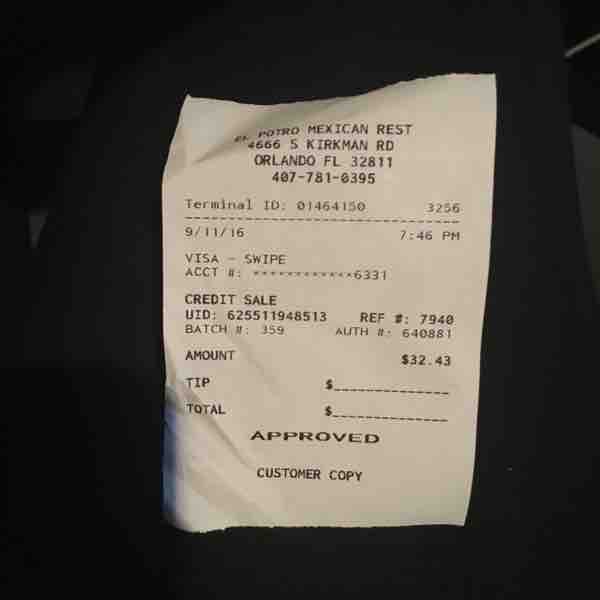 EL POTRO MEXICAN REST
4666 S KIRKMAN RD
ORLANDO FL 32811
407-781-0395
Terminal ID: 01464150 3256
9/11/16 7:46 PM
VISA - SWIPE
ACCT #: ************6331
CREDIT SALE
UID: 625511948513 REF #: 7940
BATCH #: 359 AUTH #: 640881
AMOUNT $32.43
TIP $
TOTAL $
APPROVED
CUSTOMER COPY